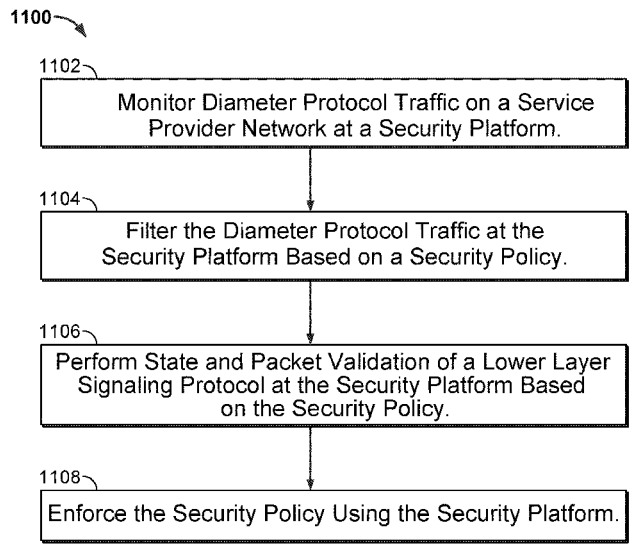 1100
1102
Monitor Diameter Protocol Traffic on a Service
Provider Network at a Security Platform.
1104
Filter the Diameter Protocol Traffic at the
Security Platform Based on a Security Policy.
1106
Perform State and Packet Validation of a Lower Layer
Signaling Protocol at the Security Platform Based
on the Security Policy.
1108
Enforce the Security Policy Using the Security Platform.